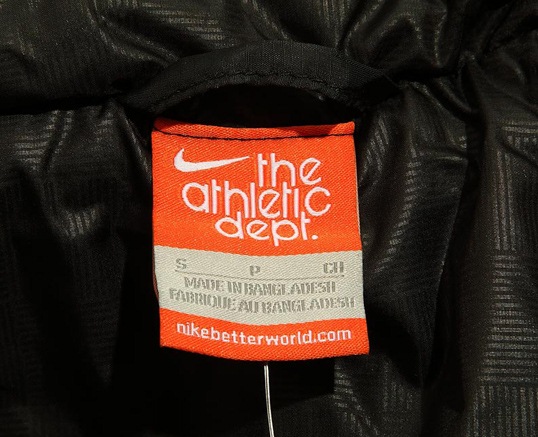 the
athletic
dept.
S P CH
MADE IN BANGLADESH
FABRIQUE AU BANGLADESH
nikebetterworld.com